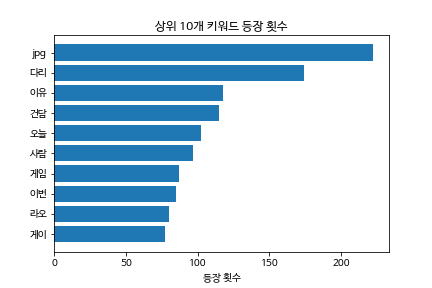 상위 10개 키워드 등장 횟수
jpg
다리
이유
건담
오늘
사람
게임
이번
라오
게이
0 50 100 150 200
등장 횟수